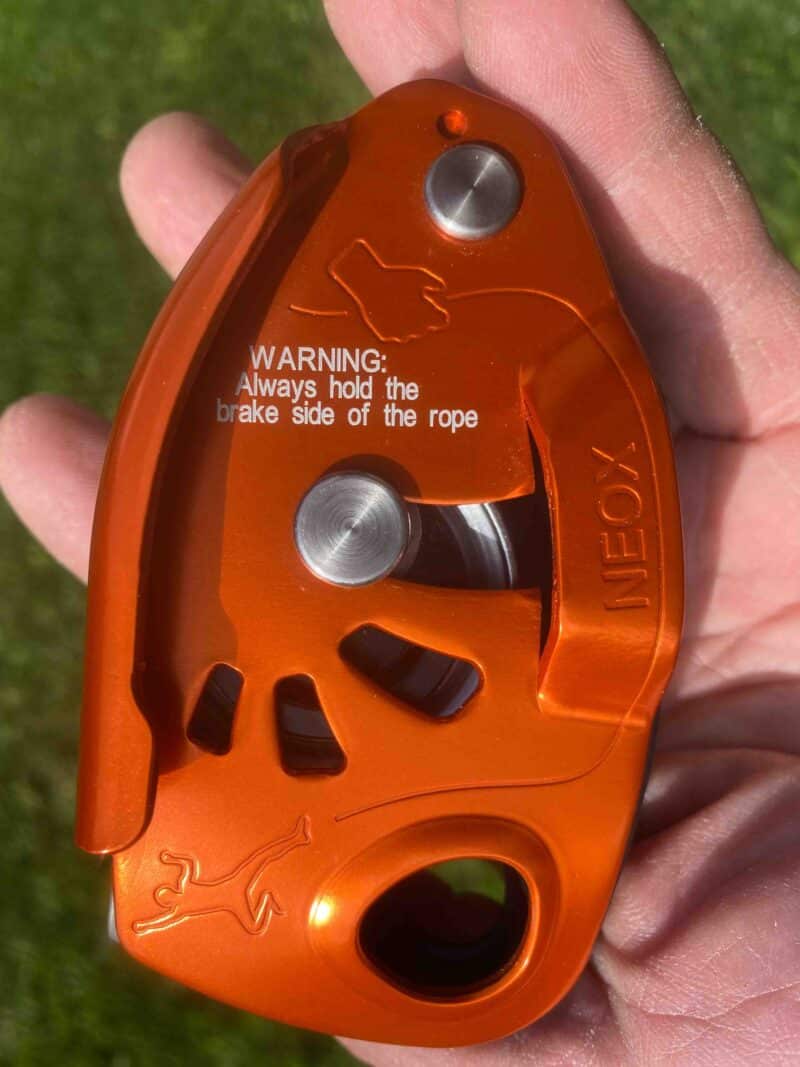 WARNING:
Always hold the
brake side of the rope
NEOX